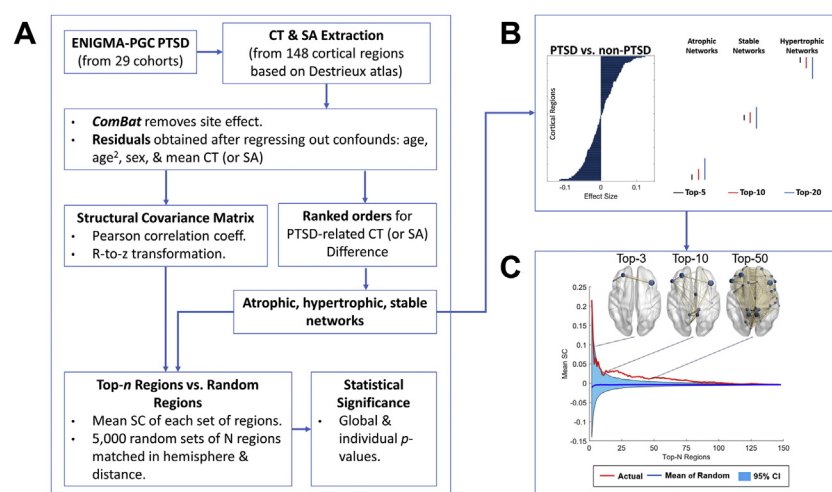 A
ENIGMA-PGC PTSD
(from 29 cohorts)
CT & SA Extraction
(from 148 cortical regions
based on Destrieux atlas)
• ComBat removes site effect.
• Residuals obtained after regressing out confounds: age,
age², sex, & mean CT (or SA)
Structural Covariance Matrix
• Pearson correlation coeff.
• R-to-z transformation.
Ranked orders for
PTSD-related CT (or SA)
Difference
Atrophic, hypertrophic, stable
networks
Top-n Regions vs. Random
Regions
• Mean SC of each set of regions.
• 5,000 random sets of N regions
matched in hemisphere &
distance.
Statistical
Significance
• Global &
individual p-
values.
B
PTSD vs. non-PTSD
Cortical Regions
-0.1 0 0.1
Effect Size
Atrophic
Networks
Stable
Networks
Hypertrophic
Networks
Top-5 Top-10 Top-20
C
Top-3 Top-10 Top-50
Mean SC
0.25
0.2
0.15
0.1
0.05
0
-0.05
-0.1
-0.15
0 25 50 75 100 125 148
Top-N Regions
Actual Mean of Random 95% CI